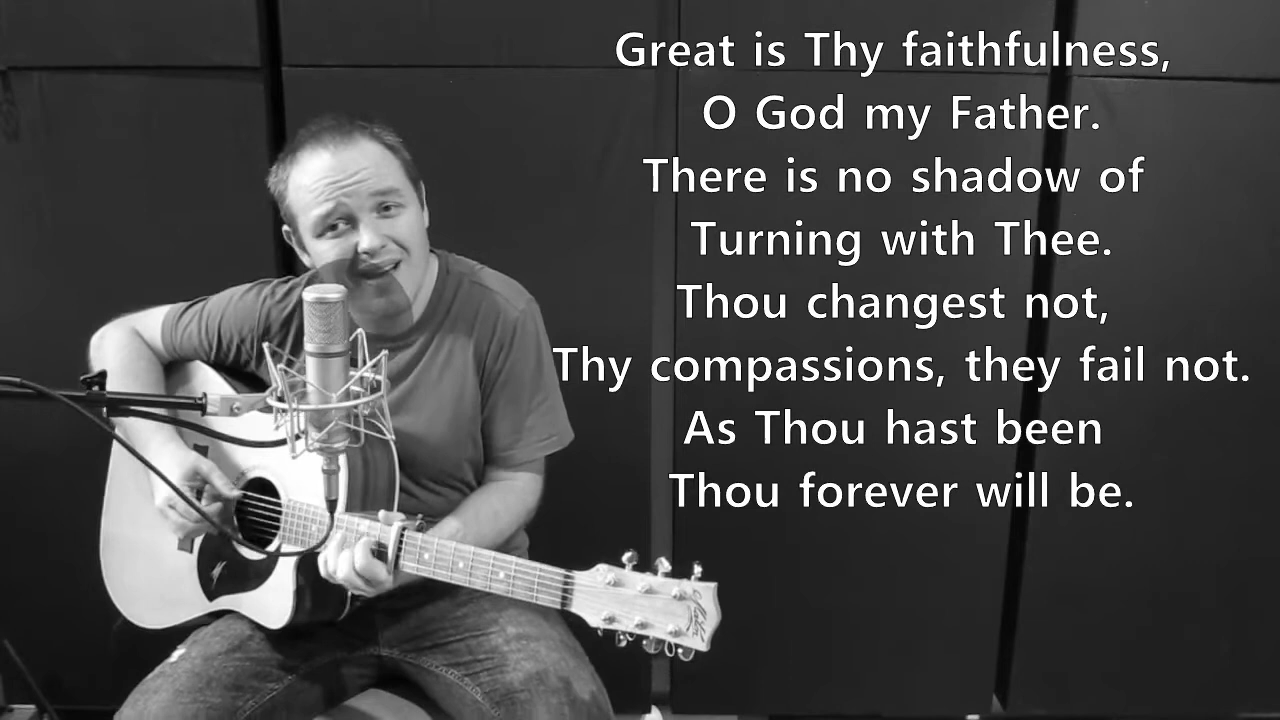 Great is Thy faithfulness,
O God my Father.
There is no shadow of
Turning with Thee.
Thou changest not,
Thy compassions, they fail not.
As Thou hast been
Thou forever will be.
Maton